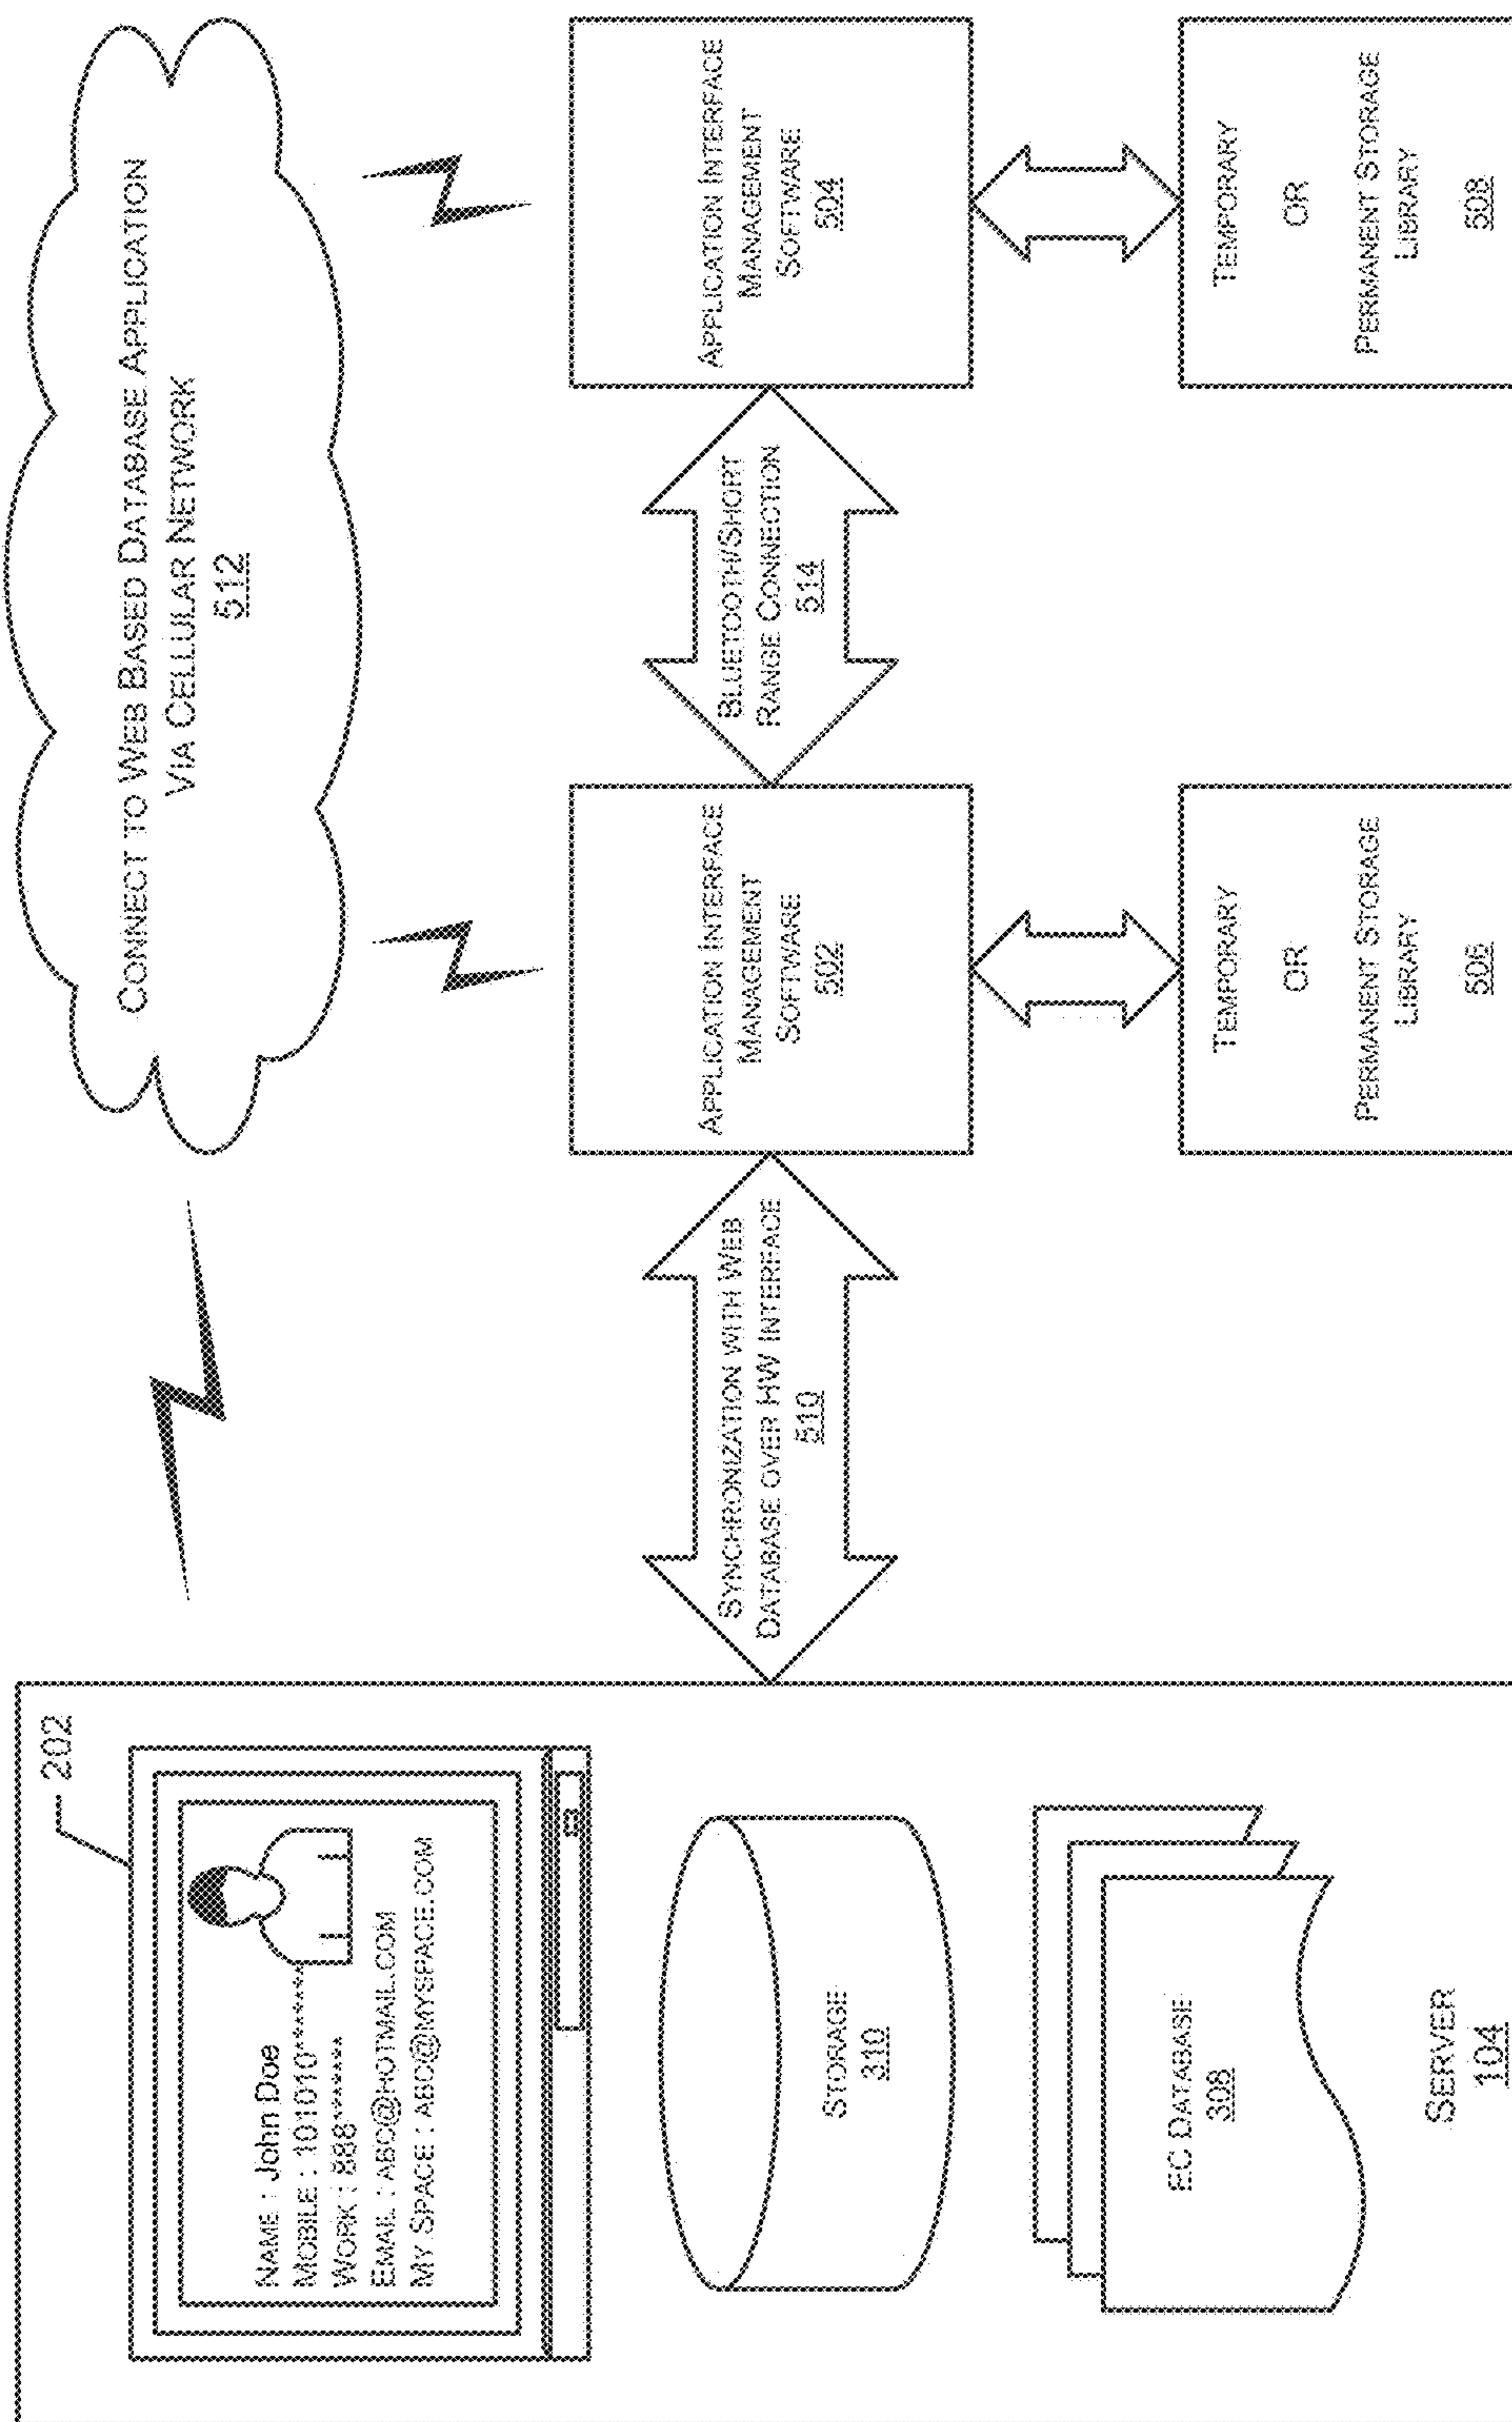 CONNECT TO WEB BASED DATABASE APPLICATION
VIA CELLULAR NETWORK
512
202
NAME : John Doe
MOBILE : 101010*******
WORK : 888*******
EMAIL : ABC@HOTMAIL.COM
MY SPACE : ABC@MYSPACE.COM
SYNCHRONIZATION WITH WEB
DATABASE OVER HW INTERFACE
510
APPLICATION INTERFACE
MANAGEMENT
SOFTWARE
502
BLUETOOTH/SHORT
RANGE CONNECTION
514
APPLICATION INTERFACE
MANAGEMENT
SOFTWARE
504
STORAGE
310
EC DATABASE
308
SERVER
104
TEMPORARY
OR
PERMANENT STORAGE
LIBRARY
506
TEMPORARY
OR
PERMANENT STORAGE
LIBRARY
508